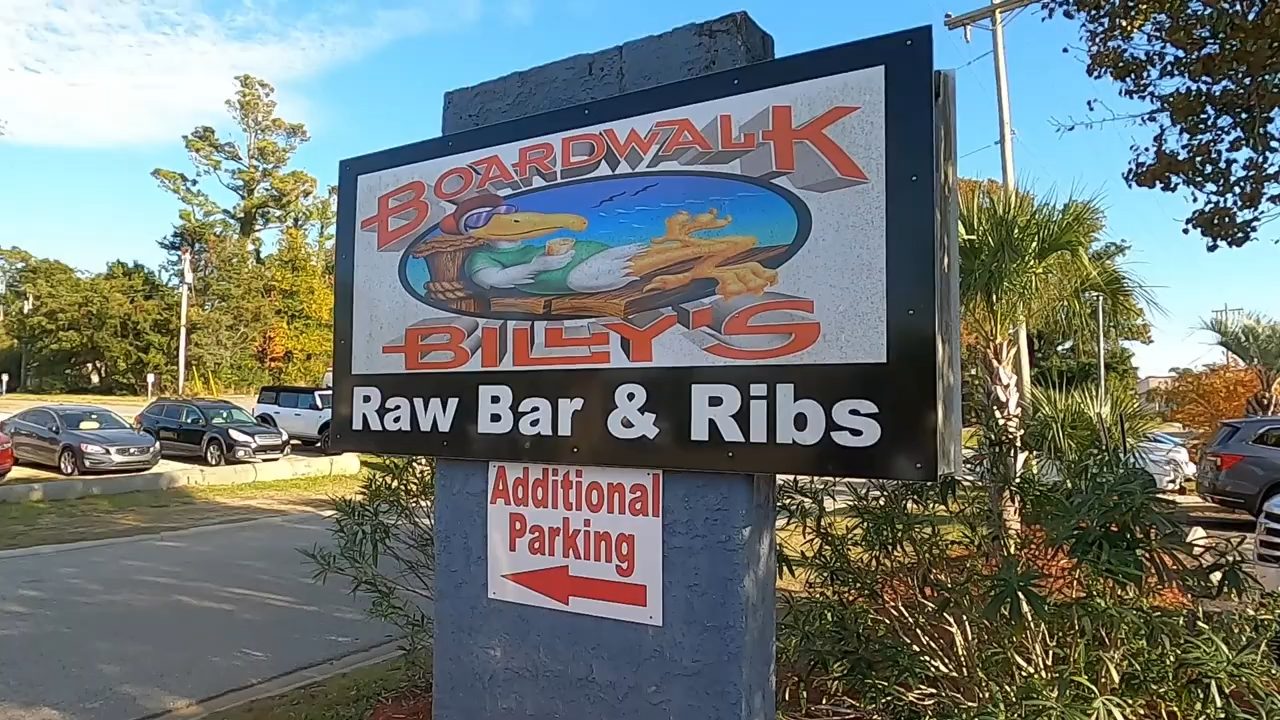 BOARDWALK
BILLY'S
Raw Bar & Ribs
Additional
Parking